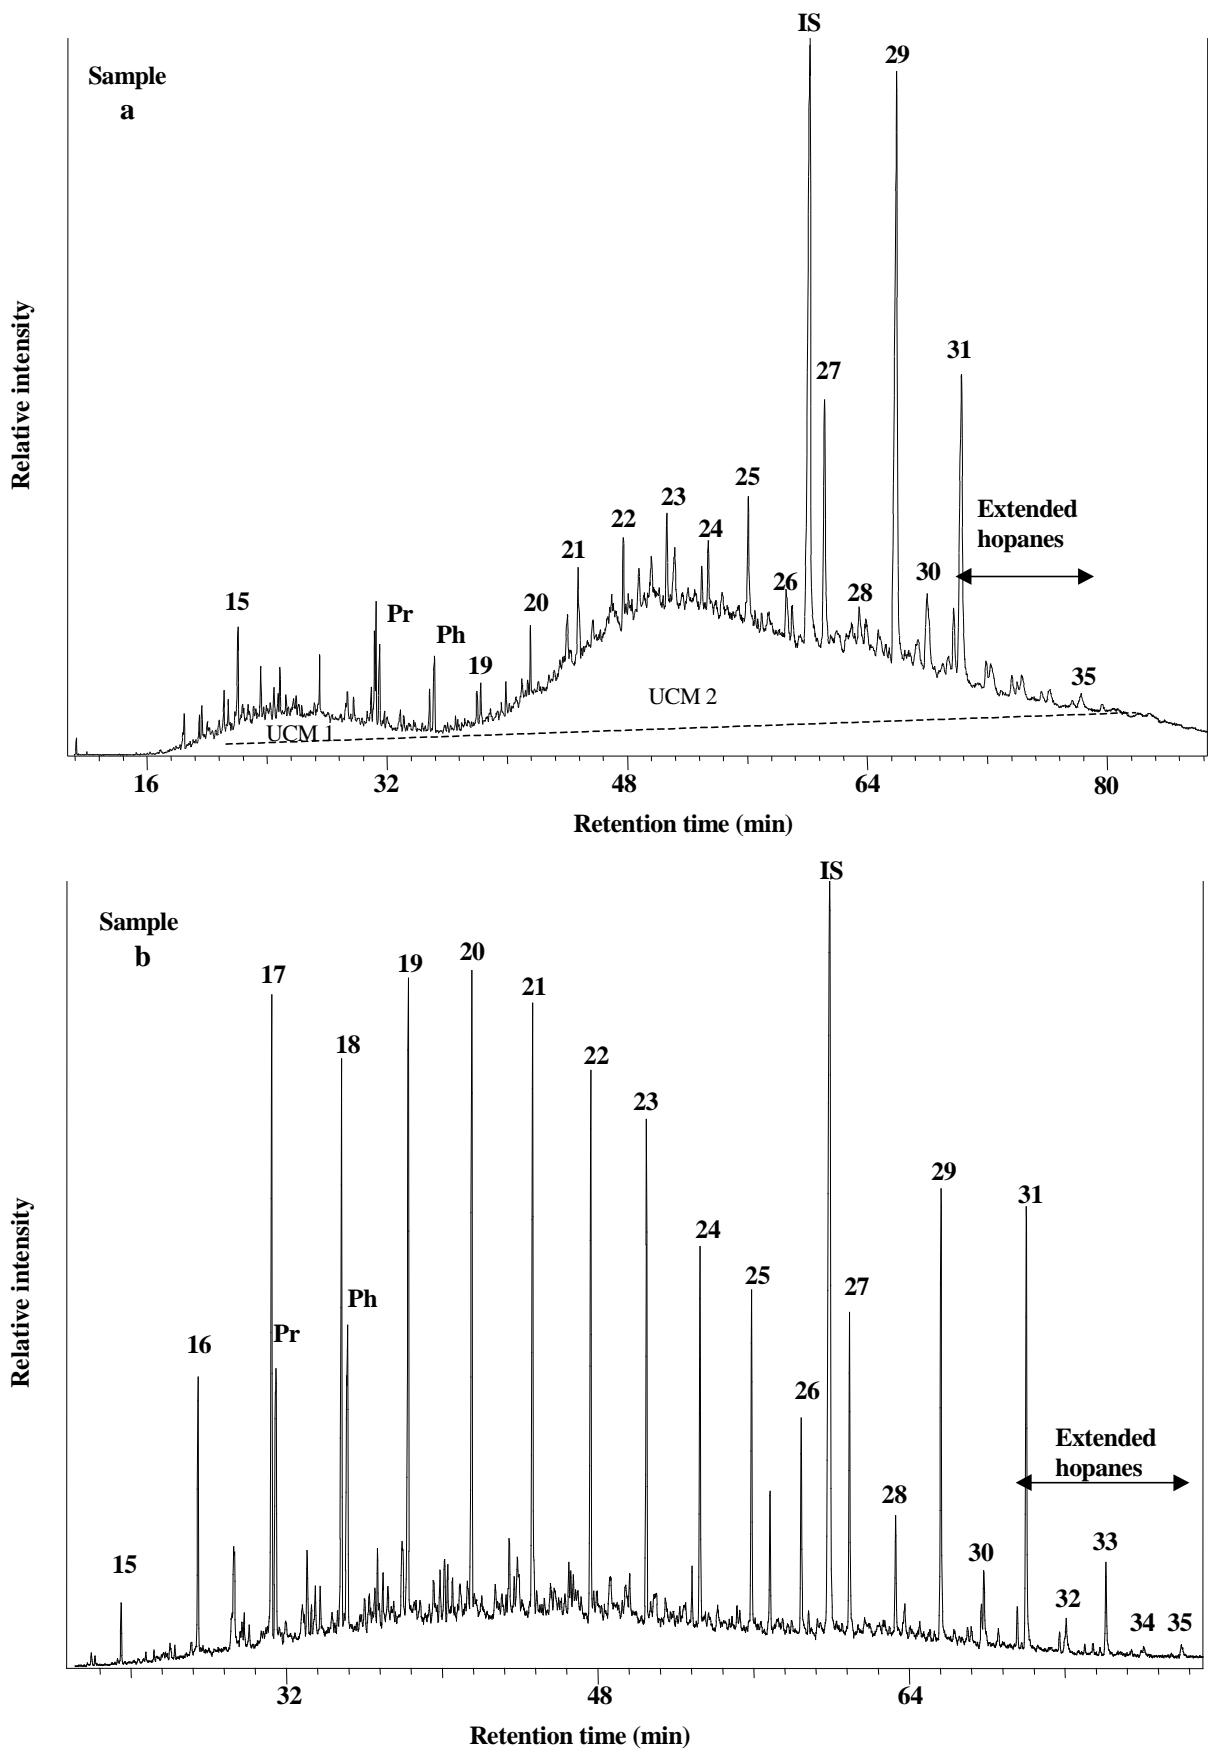 IS
Sample
a
29
31
27
25
23
22
24
21
Extended
hopanes
26
28
30
20
15
Pr
Ph
19
35
UCM 2
UCM 1
Relative intensity
16
32
48
64
80
Retention time (min)
IS
Sample
b
17
19
20
21
18
22
23
29
31
24
25
27
Ph
Pr
16
26
Extended
hopanes
28
15
30
33
32
34
35
Relative intensity
32
48
64
Retention time (min)